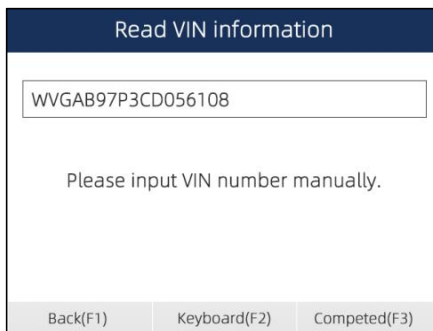 Read VIN information
WVGAB97P3CD056108
Please input VIN number manually.
Back(F1) Keyboard(F2) Competed(F3)